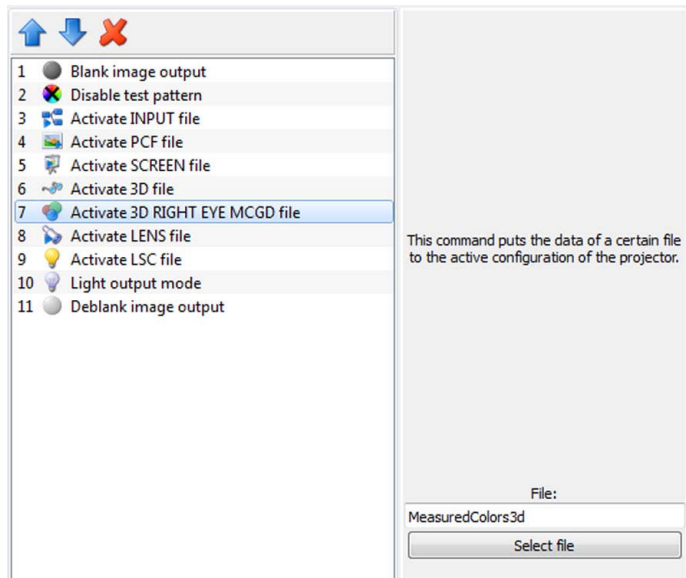 1 Blank image output
2 Disable test pattern
3 Activate INPUT file
4 Activate PCF file
5 Activate SCREEN file
6 Activate 3D file
7 Activate 3D RIGHT EYE MCGD file
8 Activate LENS file
9 Activate LSC file
10 Light output mode
11 Deblank image output
This command puts the data of a certain file
to the active configuration of the projector.
File:
MeasuredColors3d
Select file